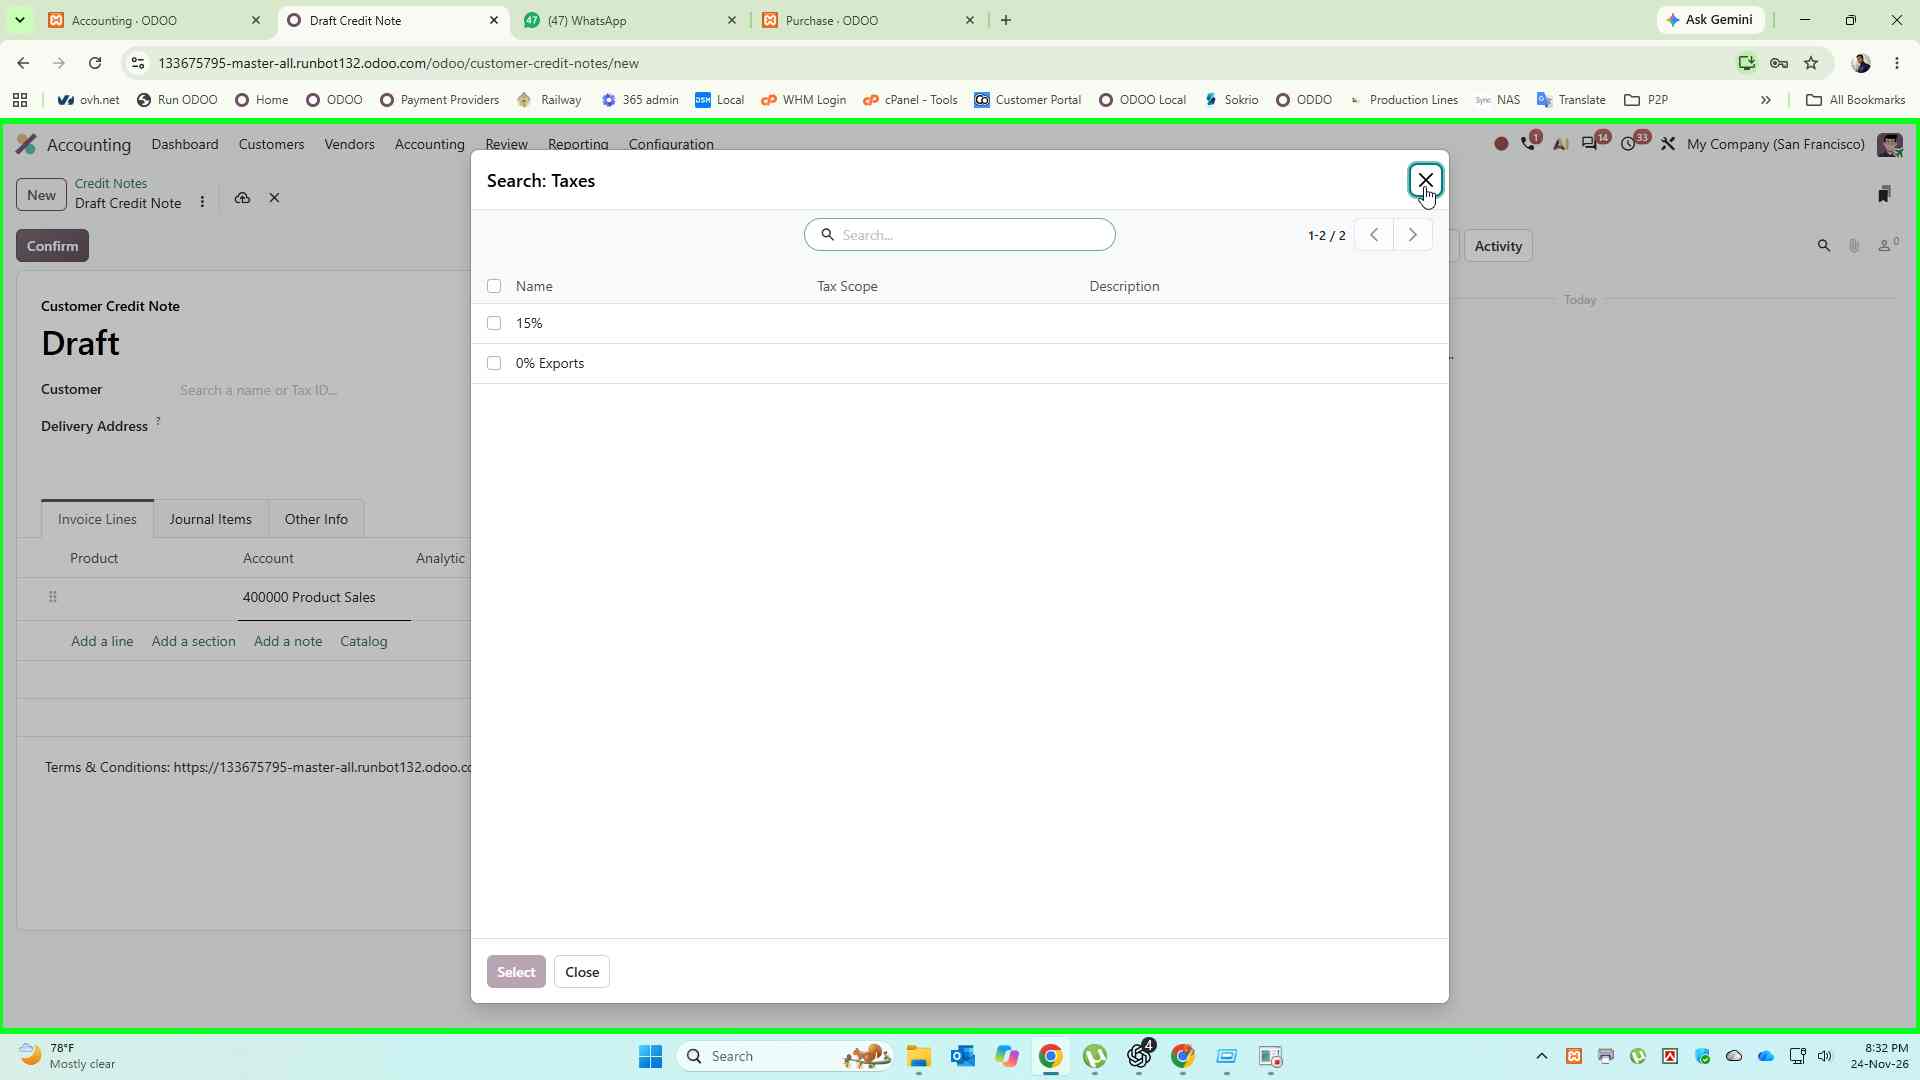 Accounting - ODOO
Draft Credit Note
(47) WhatsApp
Purchase - ODOO
Ask Gemini
133675795-master-all.runbot132.odoo.com/odoo/customer-credit-notes/new
ovh.net
Run ODOO
Home
ODOO
Payment Providers
Railway
365 admin
Local
WHM Login
cPanel - Tools
Customer Portal
ODOO Local
Sokrio
ODDO
Production Lines
NAS
Translate
P2P
All Bookmarks
Accounting
Dashboard
Customers
Vendors
Accounting
Review
Reporting
Configuration
1
14
33
My Company (San Francisco)
New
Credit Notes
Draft Credit Note
Confirm
Activity
0
Today
Customer Credit Note
Draft
Customer
Search a name or Tax ID...
Delivery Address ?
Invoice Lines
Journal Items
Other Info
Product
Account
Analytic
400000 Product Sales
Add a line
Add a section
Add a note
Catalog
Terms & Conditions: https://133675795-master-all.runbot132.odoo.co
Search: Taxes
Search...
1-2 / 2
Name
Tax Scope
Description
15%
0% Exports
Select
Close
78°F
Mostly clear
Search
4
8:32 PM
24-Nov-26